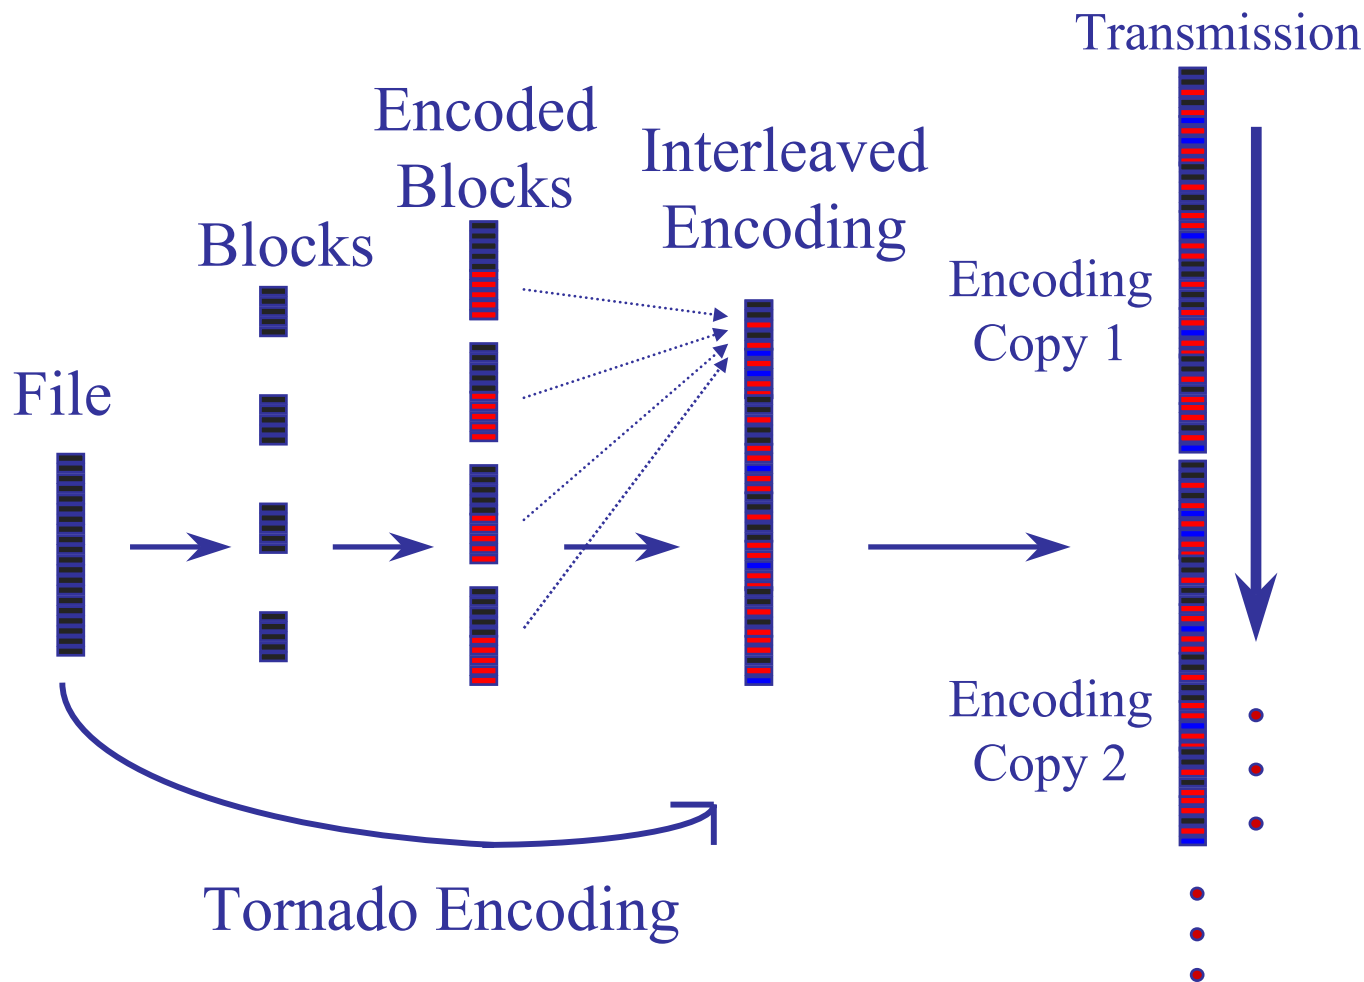 Transmission
Encoded
Blocks
Interleaved
Encoding
Blocks
Encoding
Copy 1
File
Encoding
Copy 2
Tornado Encoding